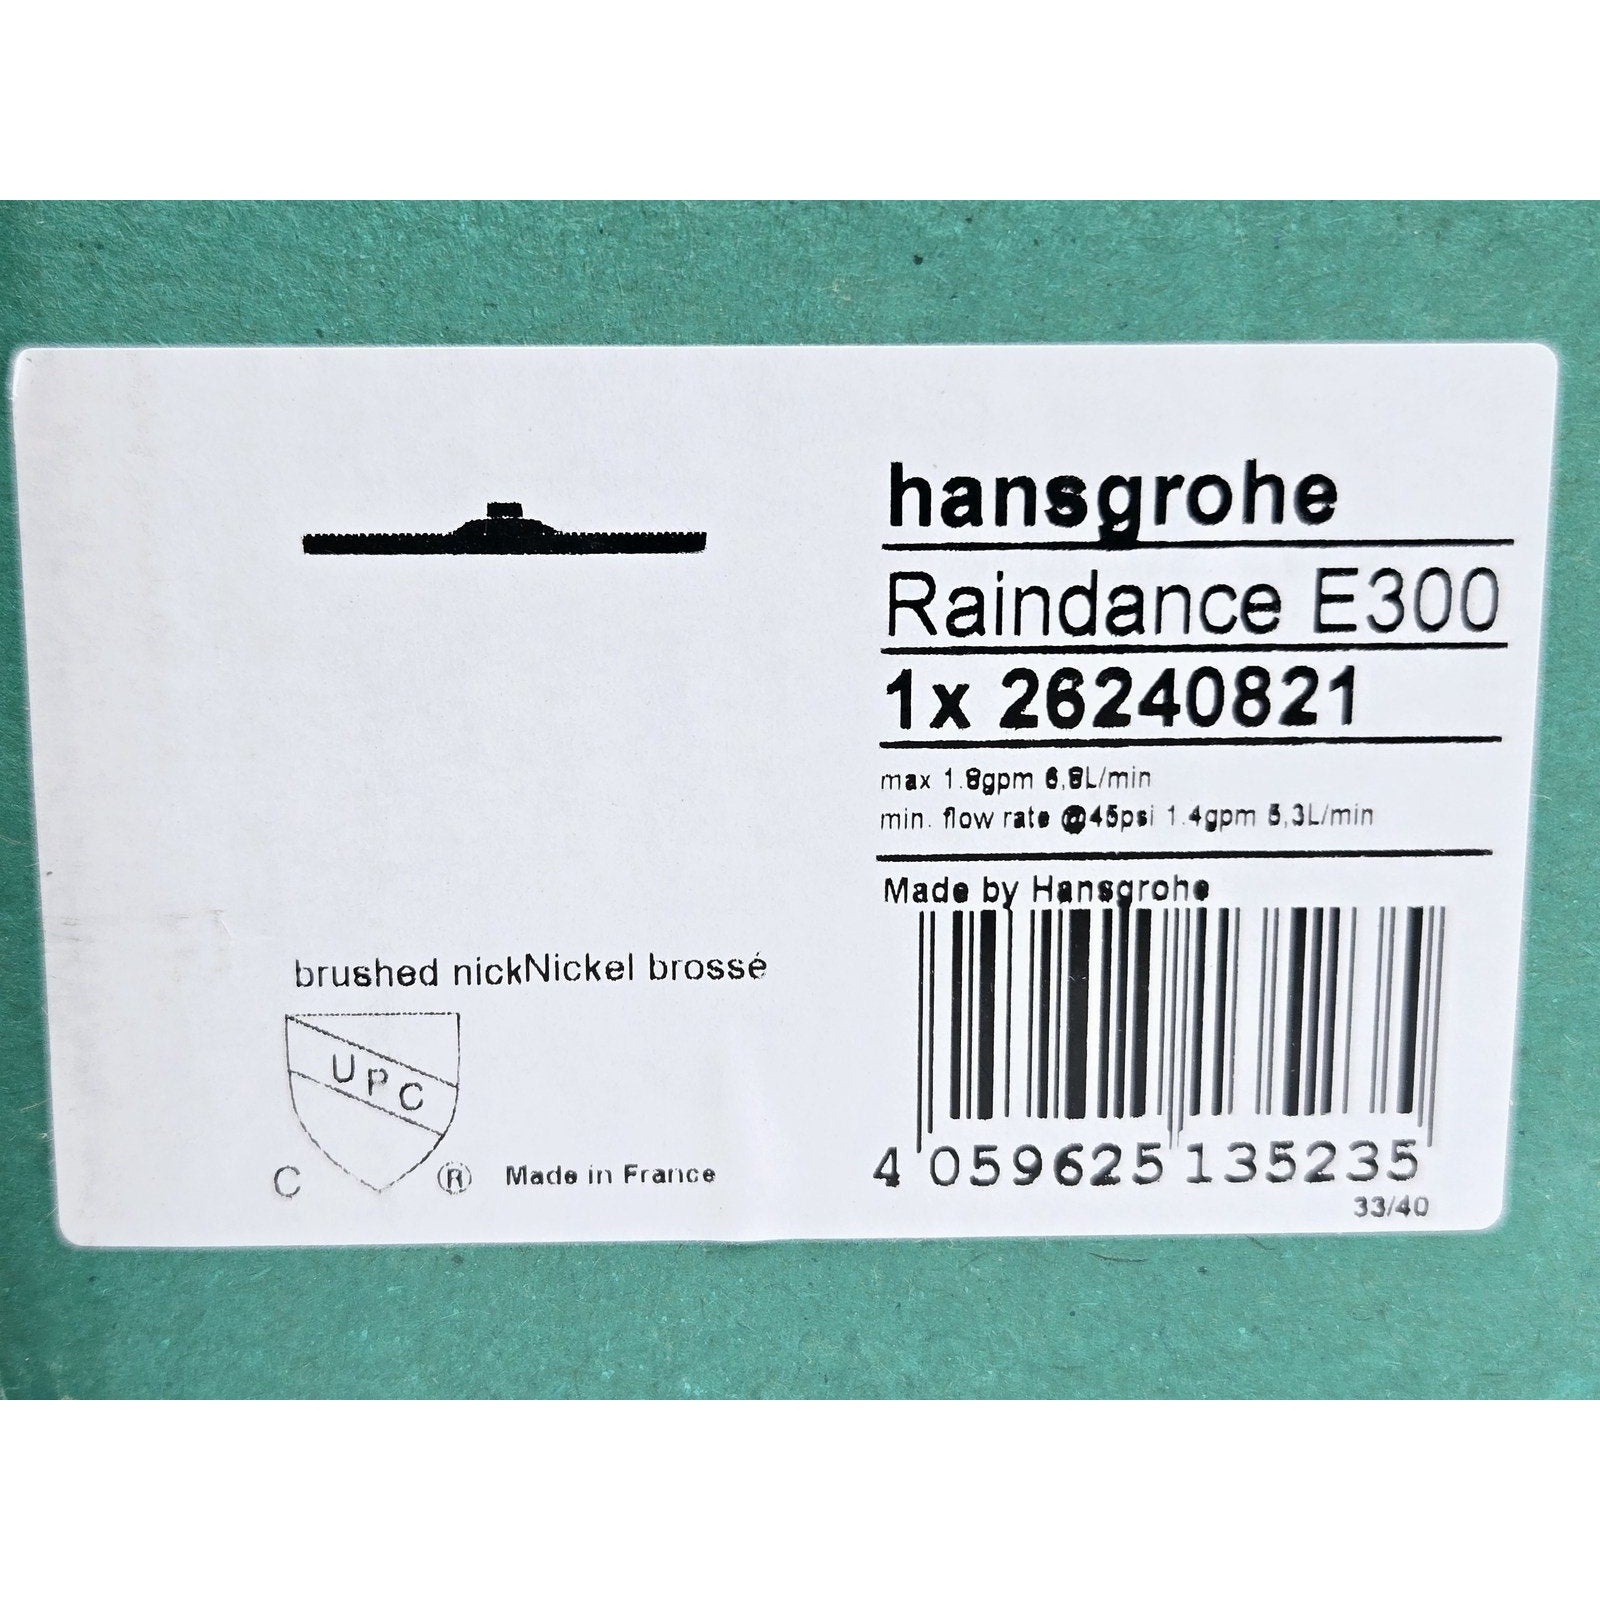 hansgrohe
Raindance E300
1x 26240821
max 1.8gpm 6,8L/min
min. flow rate @45psi 1.4gpm 5,3L/min
Made by Hansgrohe
brushed nickNickel brossé
UPC
C ® Made in France
4 059625 135235
33/40